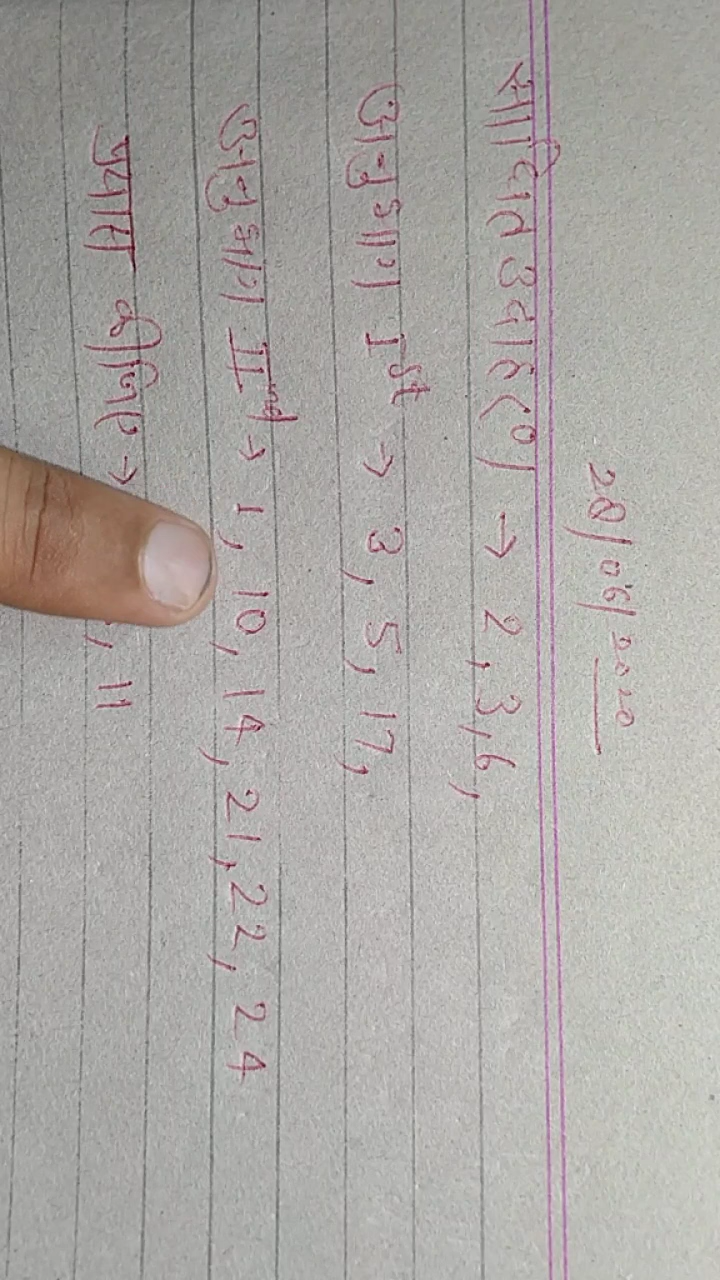 28/06/2020
साधित उदाहरण → 2, 3, 6,
अनुभाग Ist → 3, 5, 17,
अनुभाग IInd → 1, 10, 14, 21, 22, 24
प्रयास कीजिए → , 11